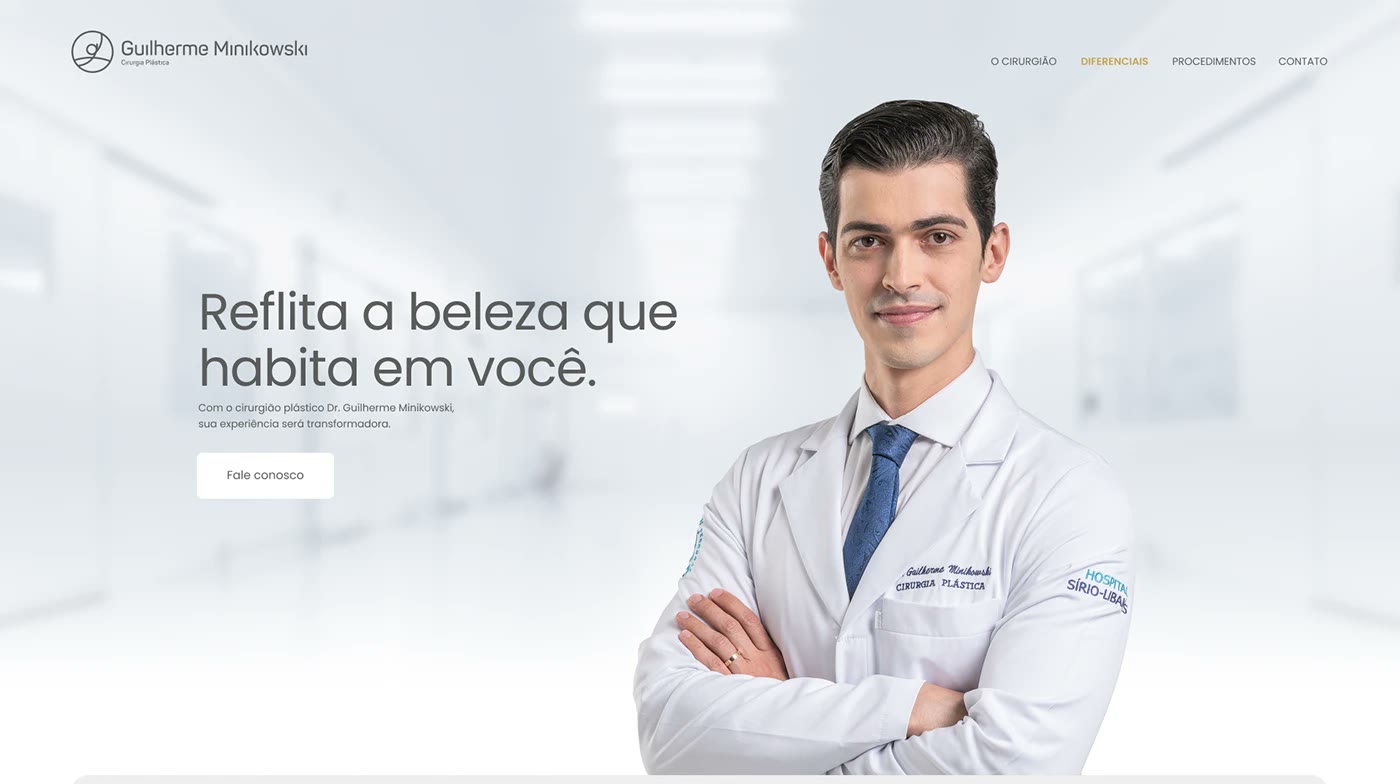 Guilherme Minikowski
Cirurgia Plástica
O CIRURGIÃO DIFERENCIAIS PROCEDIMENTOS CONTATO
Reflita a beleza que
habita em você.
Com o cirurgião plástico Dr. Guilherme Minikowski,
sua experiência será transformadora.
Fale conosco
Guilherme Minikowski
CIRURGIA PLÁSTICA
HOSPITAL
SÍRIO-LIBANÊS